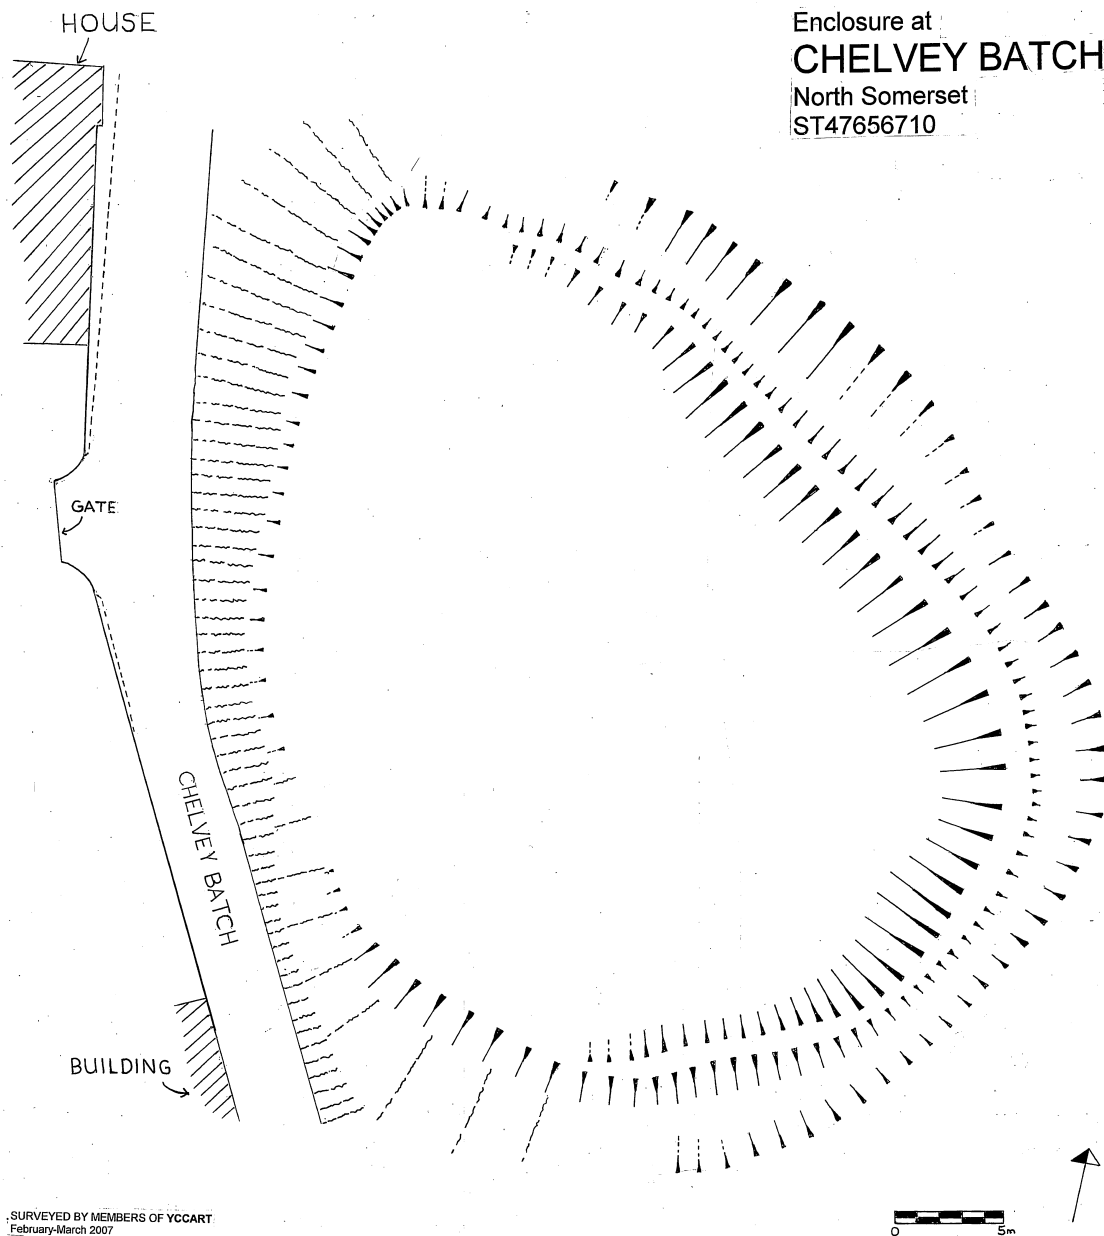 HOUSE
Enclosure at
CHELVEY BATCH
North Somerset
ST47656710
GATE
CHELVEY BATCH
BUILDING
SURVEYED BY MEMBERS OF YCCART
February-March 2007
0 5m